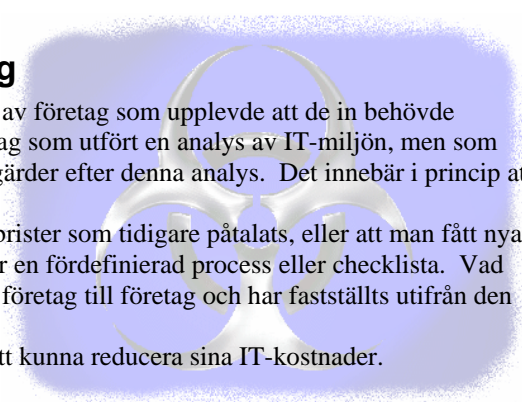 g
av företag som upplevde att de in behövde
ag som utfört en analys av IT-miljön, men som
gärder efter denna analys. Det innebär i princip at
brister som tidigare påtalats, eller att man fått nya
r en fördefinierad process eller checklista. Vad
företag till företag och har fastställts utifrån den
tt kunna reducera sina IT-kostnader.